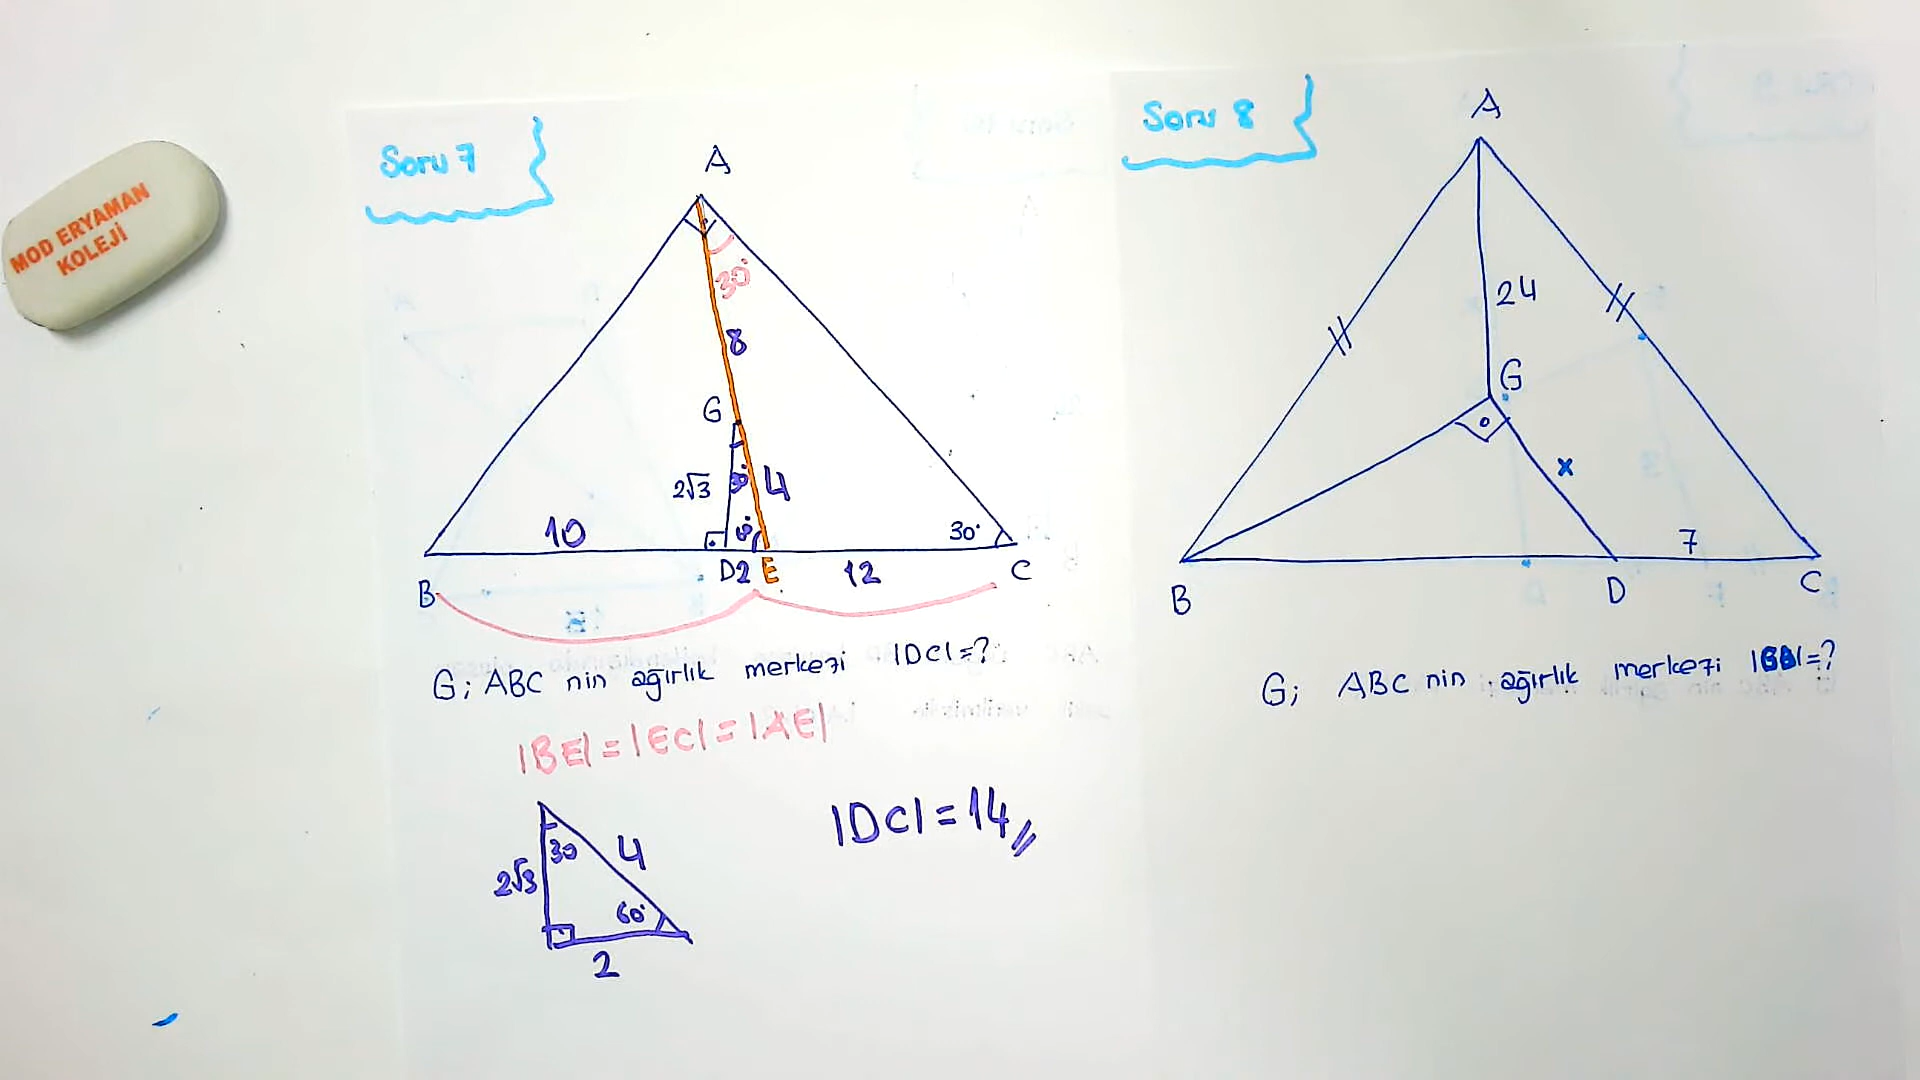 MOD ERYAMAN
KOLEJİ
Soru 7
A
30°
8
G
2√3
30
4
10
60°
30°
B
D
2
E
12
C
G; ABC nin ağırlık merkezi |DC|=?
|BE|=|EC|=|AE|
30
4
2√3
60°
2
|DC|=14
Soru 8
A
24
G
x
7
B
D
C
G; ABC nin ağırlık merkezi